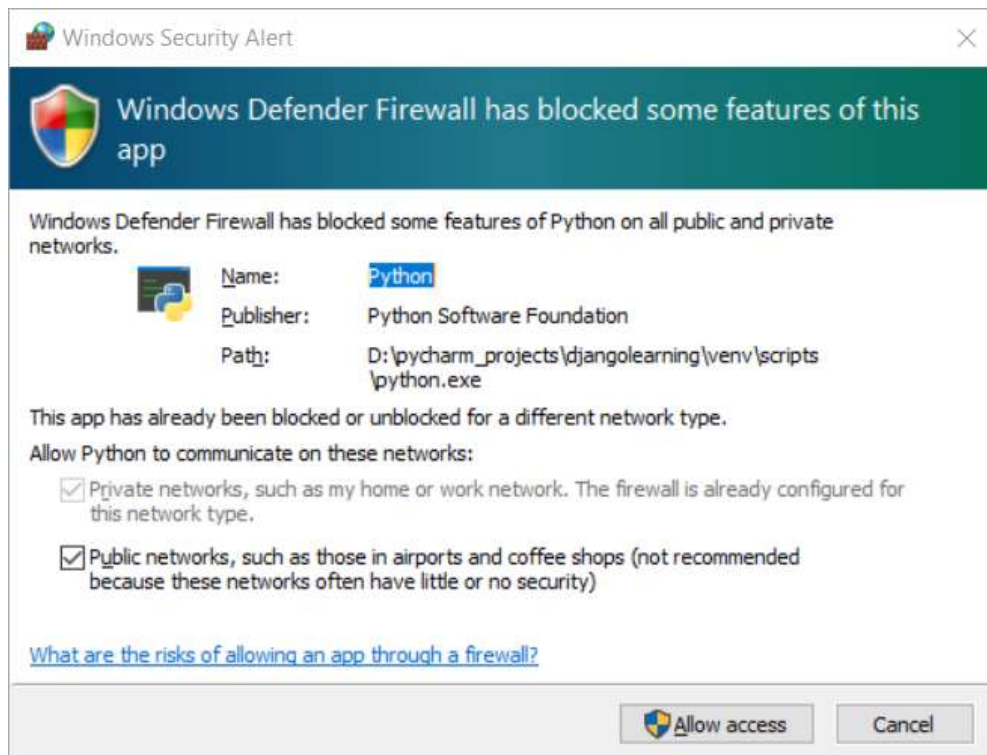 Windows Security Alert
Windows Defender Firewall has blocked some features of this
app
Windows Defender Firewall has blocked some features of Python on all public and private
networks.
Name: Python
Publisher: Python Software Foundation
Path: D:\pycharm_projects\djangolearning\venv\scripts
\python.exe
This app has already been blocked or unblocked for a different network type.
Allow Python to communicate on these networks:
Private networks, such as my home or work network. The firewall is already configured for
this network type.
Public networks, such as those in airports and coffee shops (not recommended
because these networks often have little or no security)
What are the risks of allowing an app through a firewall?
Allow access Cancel